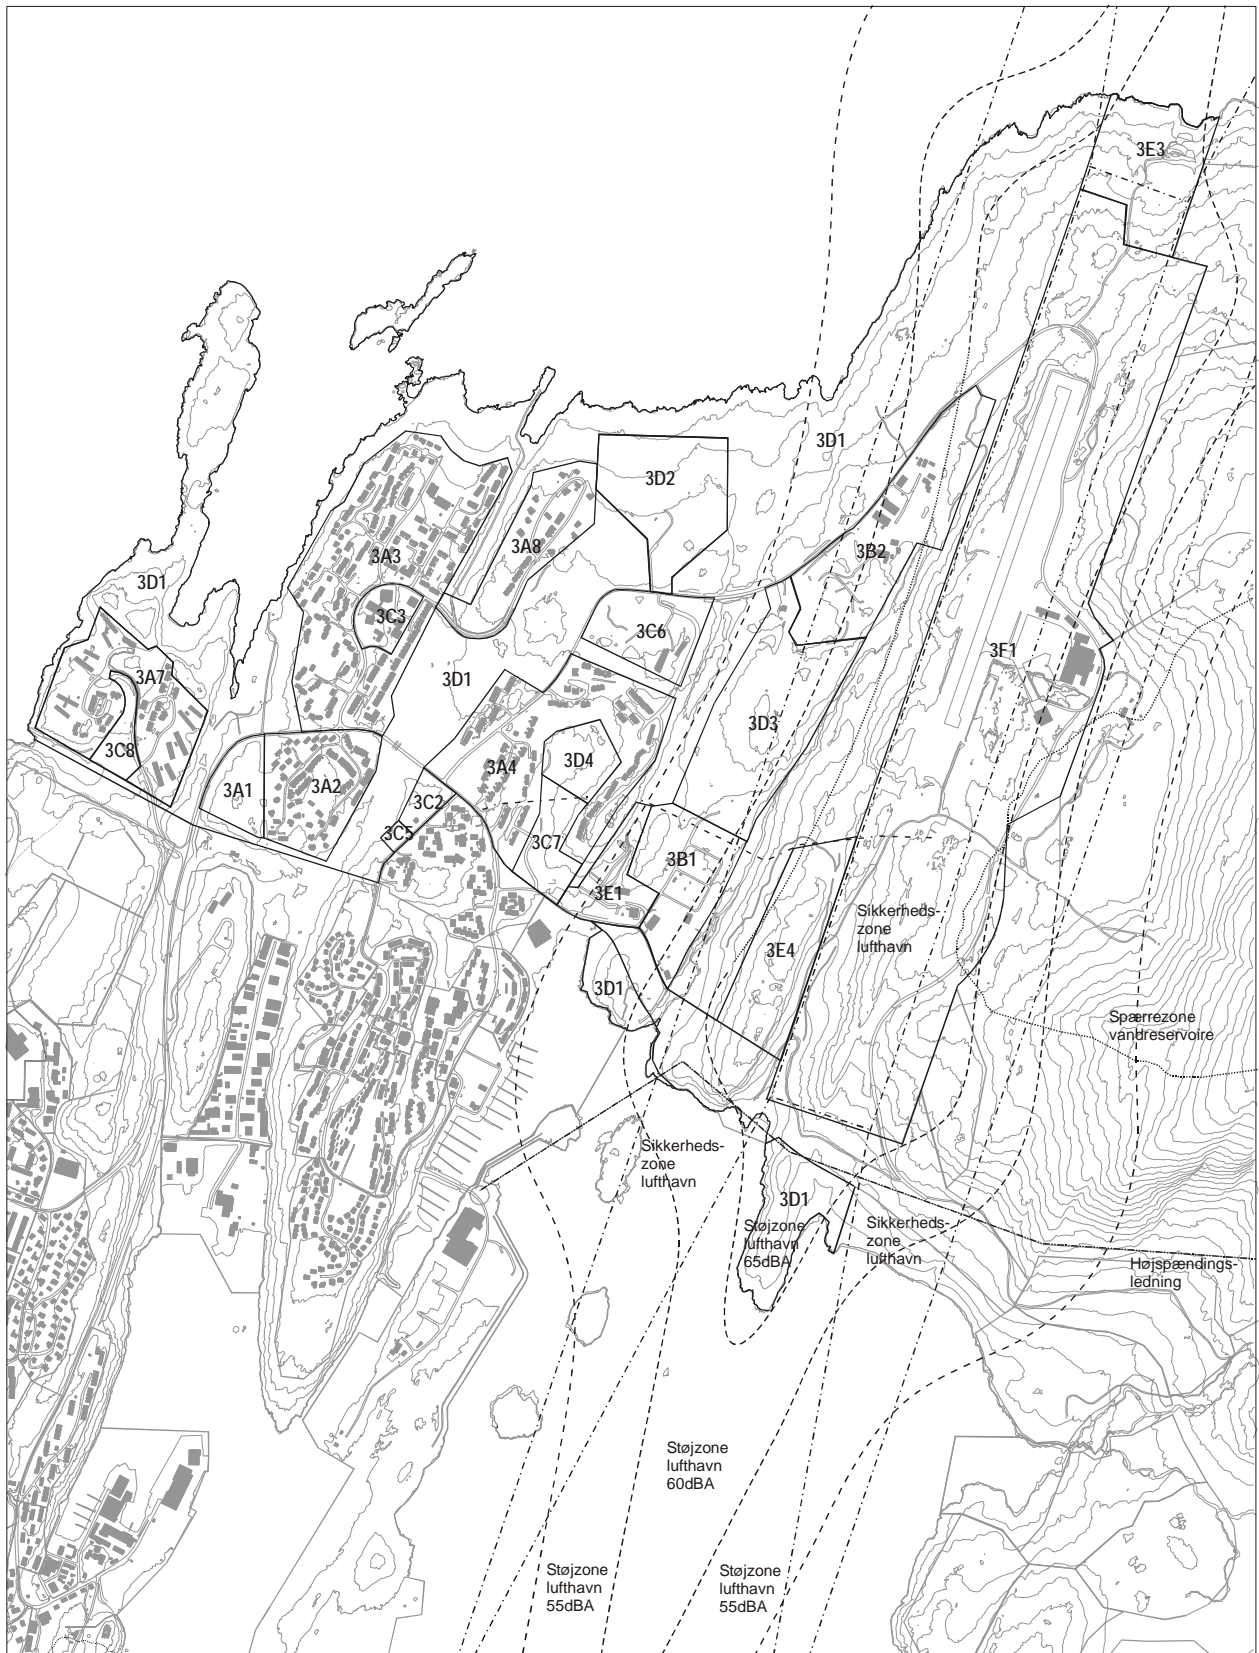 3E3
3D1
3D2
3A8
3A3
3B2
3D1
3C3
3C6
3F1
3A7
3D1
3D3
3C8
3A4
3D4
3A1
3A2
3C2
3C5
3C7
3B1
3E1
Sikkerheds-
zone
lufthavn
3E4
3D1
Spærrezone
vandreservoire
Sikkerheds-
zone
lufthavn
3D1
Støjzone
lufthavn
65dBA
Sikkerheds-
zone
lufthavn
Højspændings-
ledning
Støjzone
lufthavn
60dBA
Støjzone
lufthavn
55dBA
Støjzone
lufthavn
55dBA